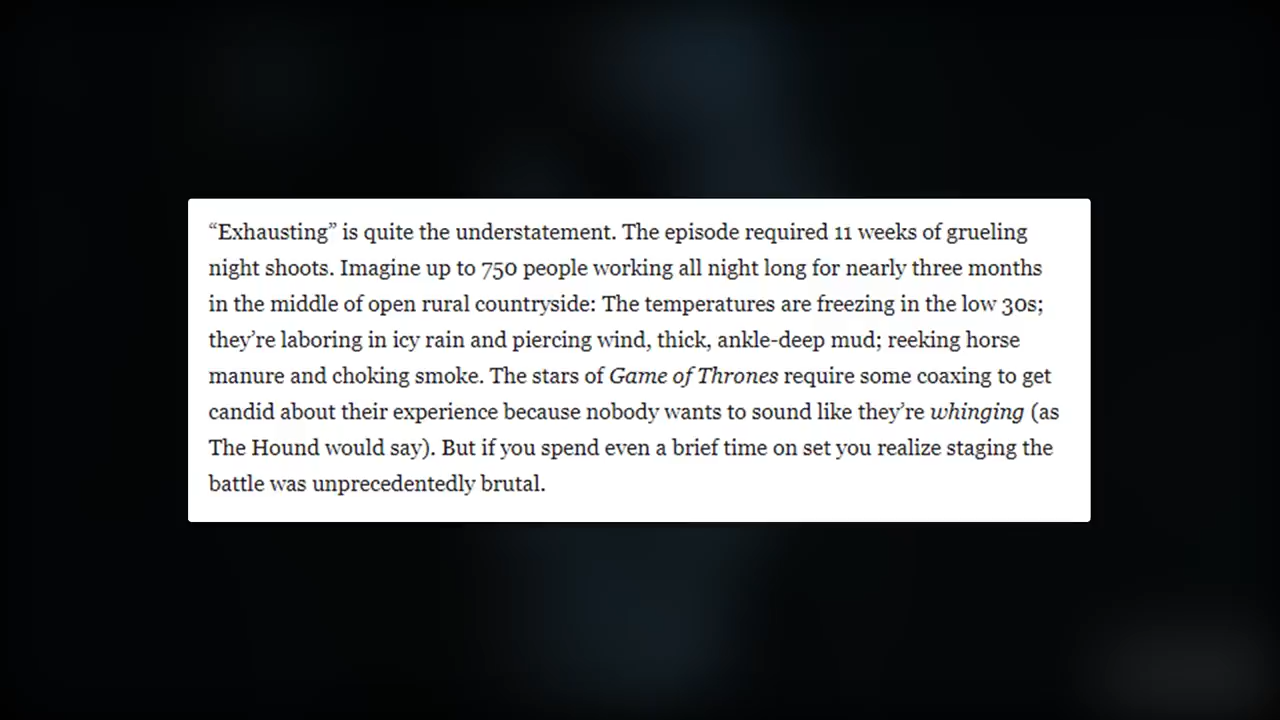 “Exhausting” is quite the understatement. The episode required 11 weeks of grueling
night shoots. Imagine up to 750 people working all night long for nearly three months
in the middle of open rural countryside: The temperatures are freezing in the low 30s;
they’re laboring in icy rain and piercing wind, thick, ankle-deep mud; reeking horse
manure and choking smoke. The stars of Game of Thrones require some coaxing to get
candid about their experience because nobody wants to sound like they’re whinging (as
The Hound would say). But if you spend even a brief time on set you realize staging the
battle was unprecedentedly brutal.